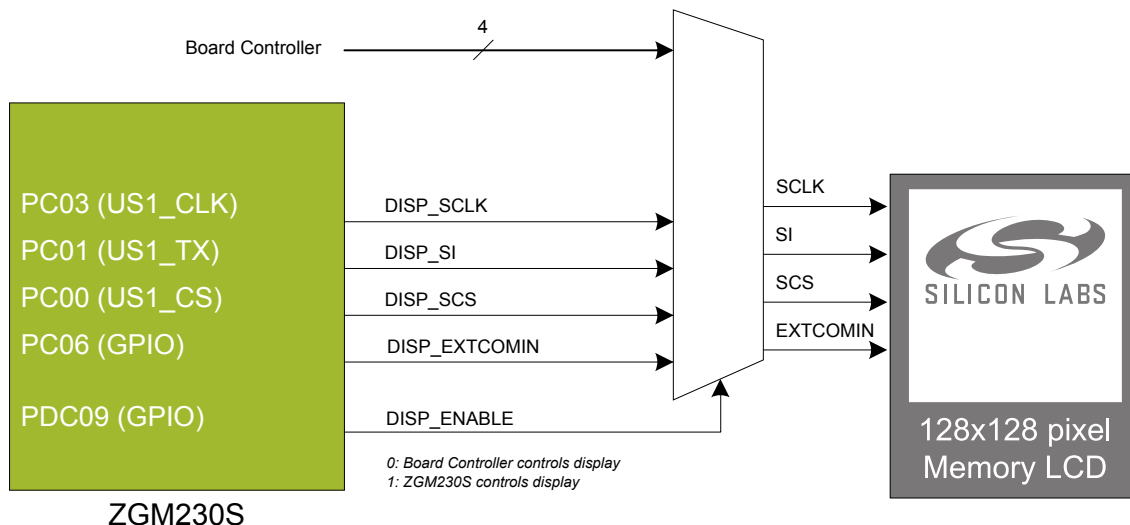 4
Board Controller
PC03 (US1_CLK)
PC01 (US1_TX)
PC00 (US1_CS)
PC06 (GPIO)
PDC09 (GPIO)
ZGM230S
DISP_SCLK
DISP_SI
DISP_SCS
DISP_EXTCOMIN
DISP_ENABLE
0: Board Controller controls display
1: ZGM230S controls display
SCLK
SI
SCS
EXTCOMIN
SILICON LABS
128x128 pixel
Memory LCD